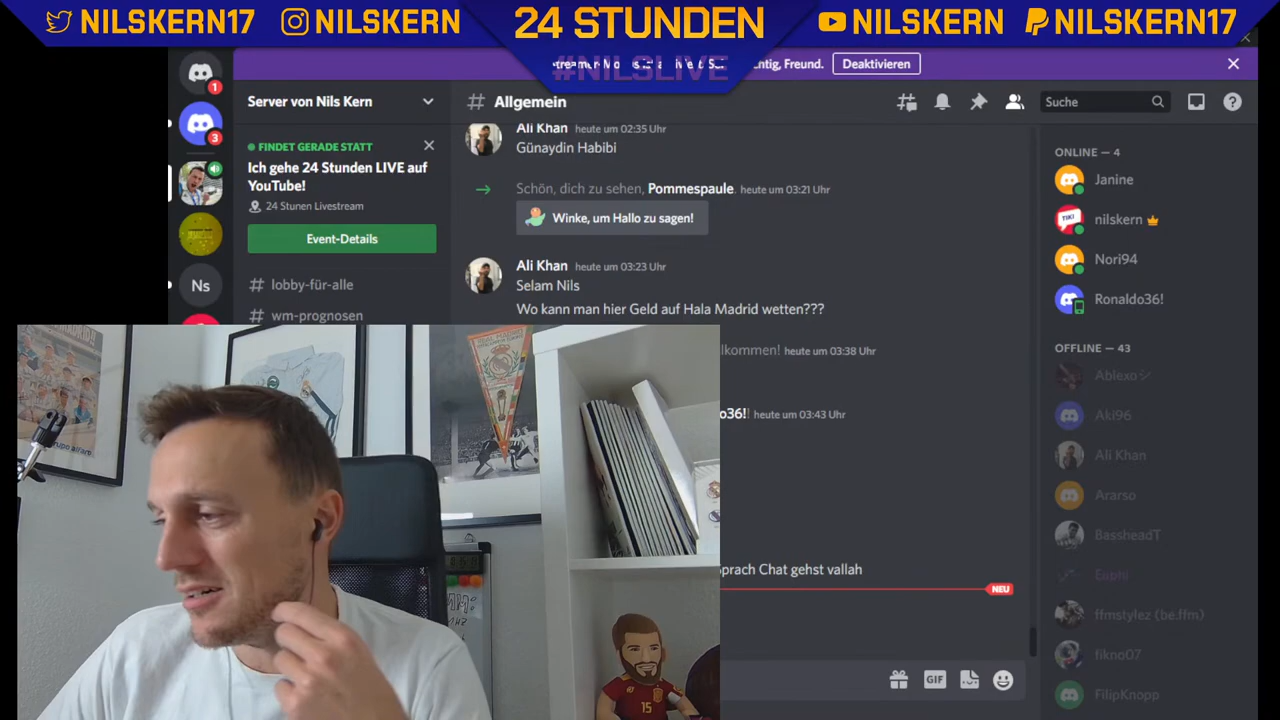 NILSKERN17
NILSKERN
24 STUNDEN
NILSKERN
NILSKERN17
#NILSLIVE
Freund.
Deaktivieren
1
3
Ns
Server von Nils Kern
FINDET GERADE STATT
Ich gehe 24 Stunden LIVE auf
YouTube!
24 Stunen Livestream
Event-Details
# lobby-für-alle
# wm-prognosen
# Allgemein
Suche
Ali Khan heute um 02:35 Uhr
Günaydin Habibi
Schön, dich zu sehen, Pommespaule. heute um 03:21 Uhr
Winke, um Hallo zu sagen!
Ali Khan heute um 03:23 Uhr
Selam Nils
Wo kann man hier Geld auf Hala Madrid wetten???
heute um 03:38 Uhr
heute um 03:43 Uhr
Chat gehst vallah
NEU
GIF
ONLINE — 4
Janine
TIKI
nilskern
Nori94
Ronaldo36!
OFFLINE — 43
Ablexo
Aki96
Ali Khan
Ararso
BassheadT
Euphi
ffmstylez (be.ffm)
fikno07
FilipKnopp
15